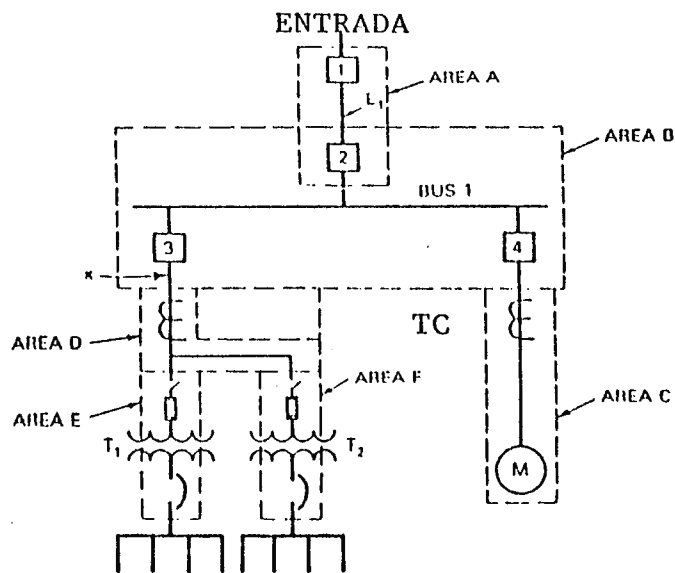 ENTRADA
1
AREA A
L1
AREA B
2
BUS 1
3
4
x
TC
AREA D
AREA F
AREA E
AREA C
T1
T2
M